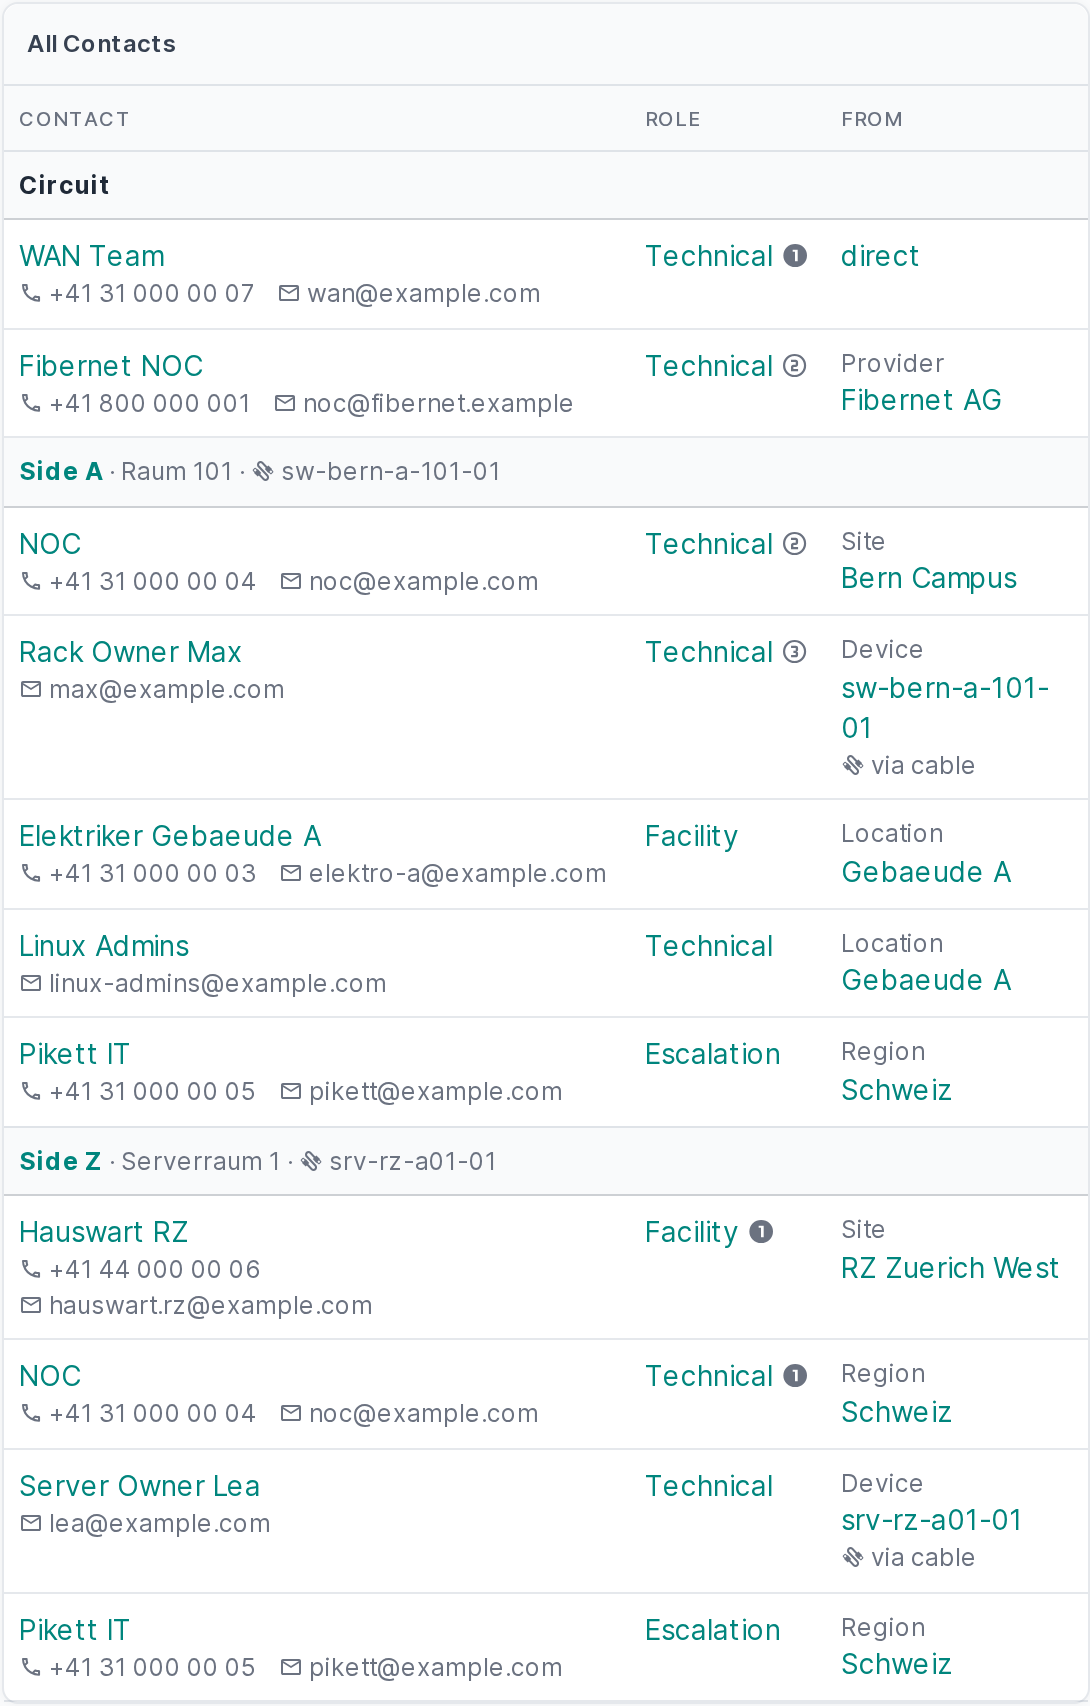 All Contacts
CONTACT ROLE FROM
Circuit
WAN Team Technical 1 direct
+41 31 000 00 07 wan@example.com
Fibernet NOC Technical 2 Provider
+41 800 000 001 noc@fibernet.example Fibernet AG
Side A · Raum 101 · sw-bern-a-101-01
NOC Technical 2 Site
+41 31 000 00 04 noc@example.com Bern Campus
Rack Owner Max Technical 3 Device
max@example.com sw-bern-a-101-
01
via cable
Elektriker Gebaeude A Facility Location
+41 31 000 00 03 elektro-a@example.com Gebaeude A
Linux Admins Technical Location
linux-admins@example.com Gebaeude A
Pikett IT Escalation Region
+41 31 000 00 05 pikett@example.com Schweiz
Side Z · Serverraum 1 · srv-rz-a01-01
Hauswart RZ Facility 1 Site
+41 44 000 00 06 RZ Zuerich West
hauswart.rz@example.com
NOC Technical 1 Region
+41 31 000 00 04 noc@example.com Schweiz
Server Owner Lea Technical Device
lea@example.com srv-rz-a01-01
via cable
Pikett IT Escalation Region
+41 31 000 00 05 pikett@example.com Schweiz